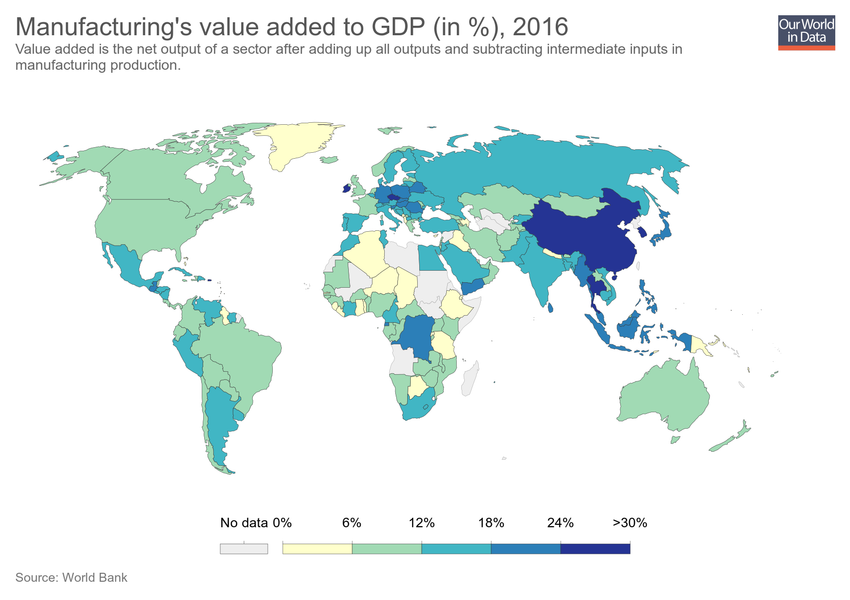 Manufacturing's value added to GDP (in %), 2016
Our World
in Data
Value added is the net output of a sector after adding up all outputs and subtracting intermediate inputs in
manufacturing production.
No data 0% 6% 12% 18% 24% >30%
Source: World Bank